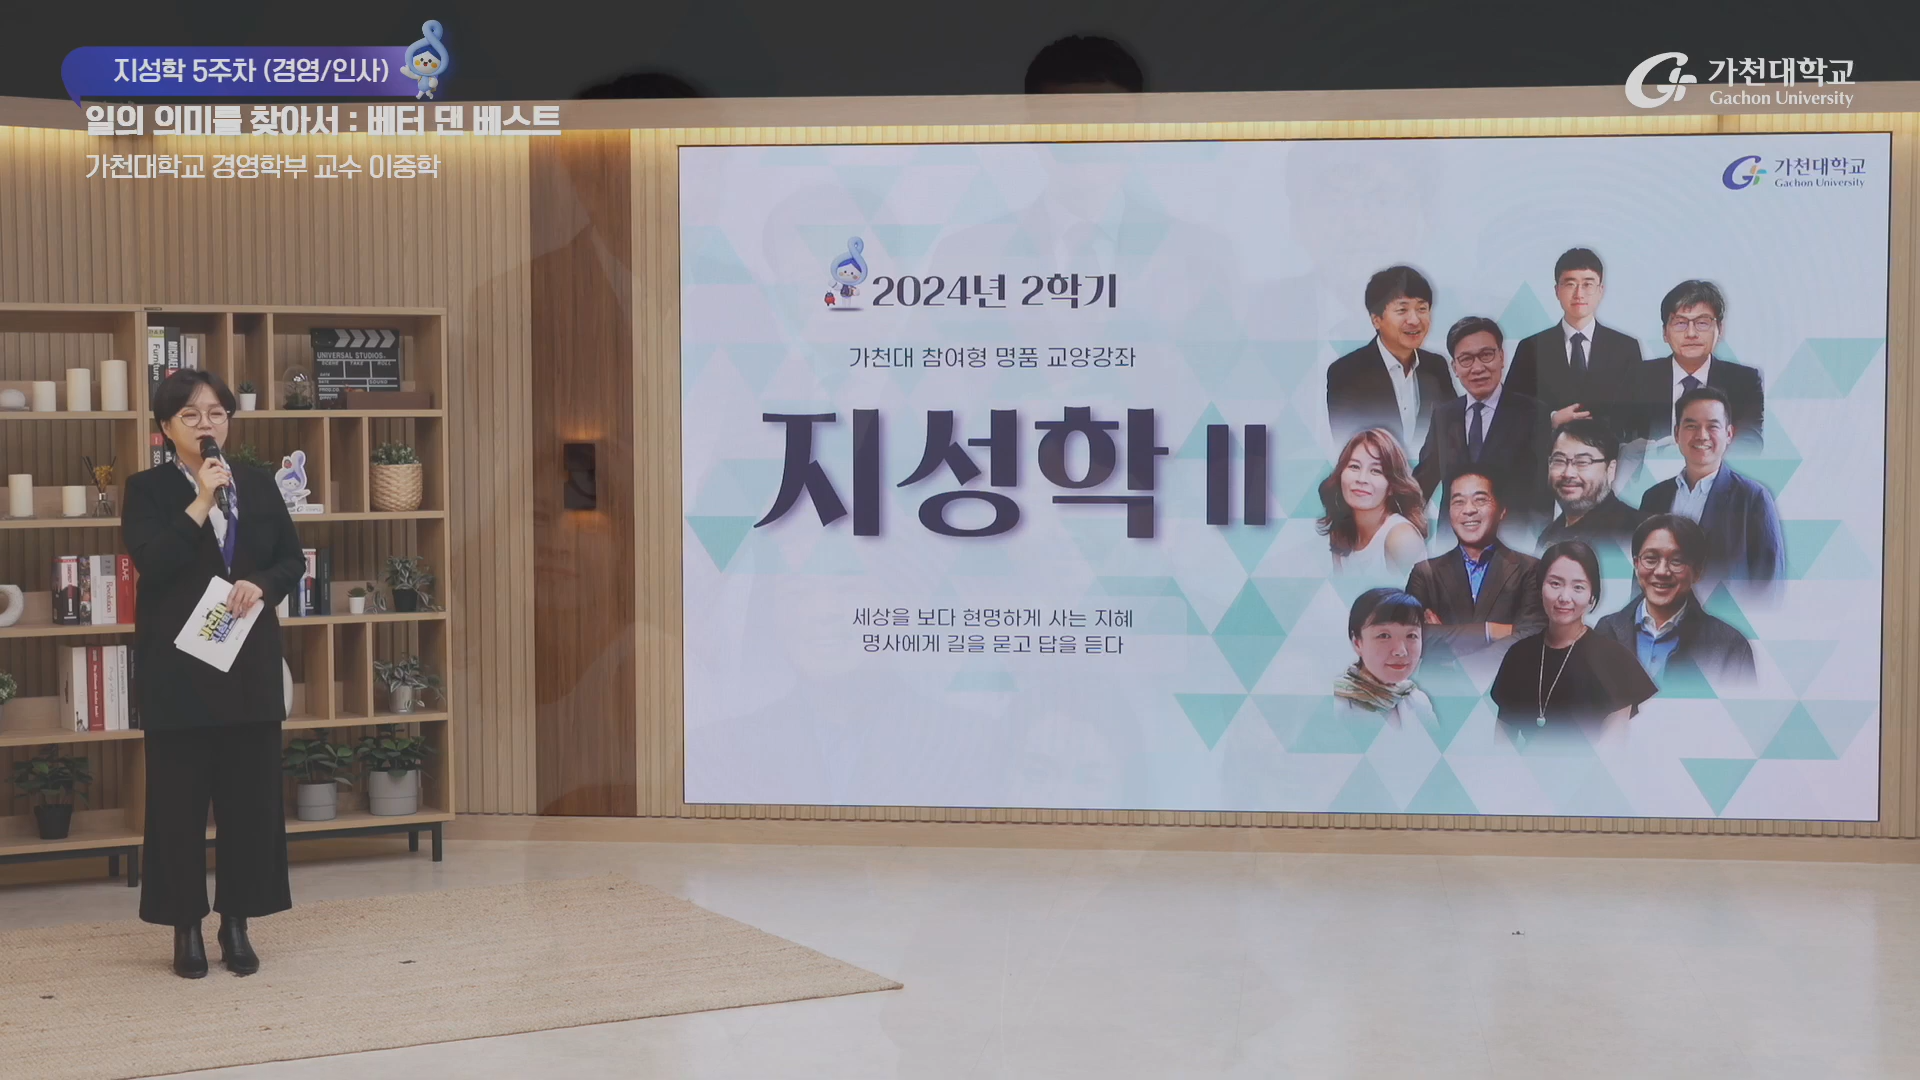 지성학 5주차 (경영/인사)
일의 의미를 찾아서 : 베터 댄 베스트
가천대학교 경영학부 교수 이중학
가천대학교
Gachon University
가천대학교
Gachon University
2024년 2학기
가천대 참여형 명품 교양강좌
지성학 II
세상을 보다 현명하게 사는 지혜
명사에게 길을 묻고 답을 듣다
UNIVERSAL STUDIOS
Furniture